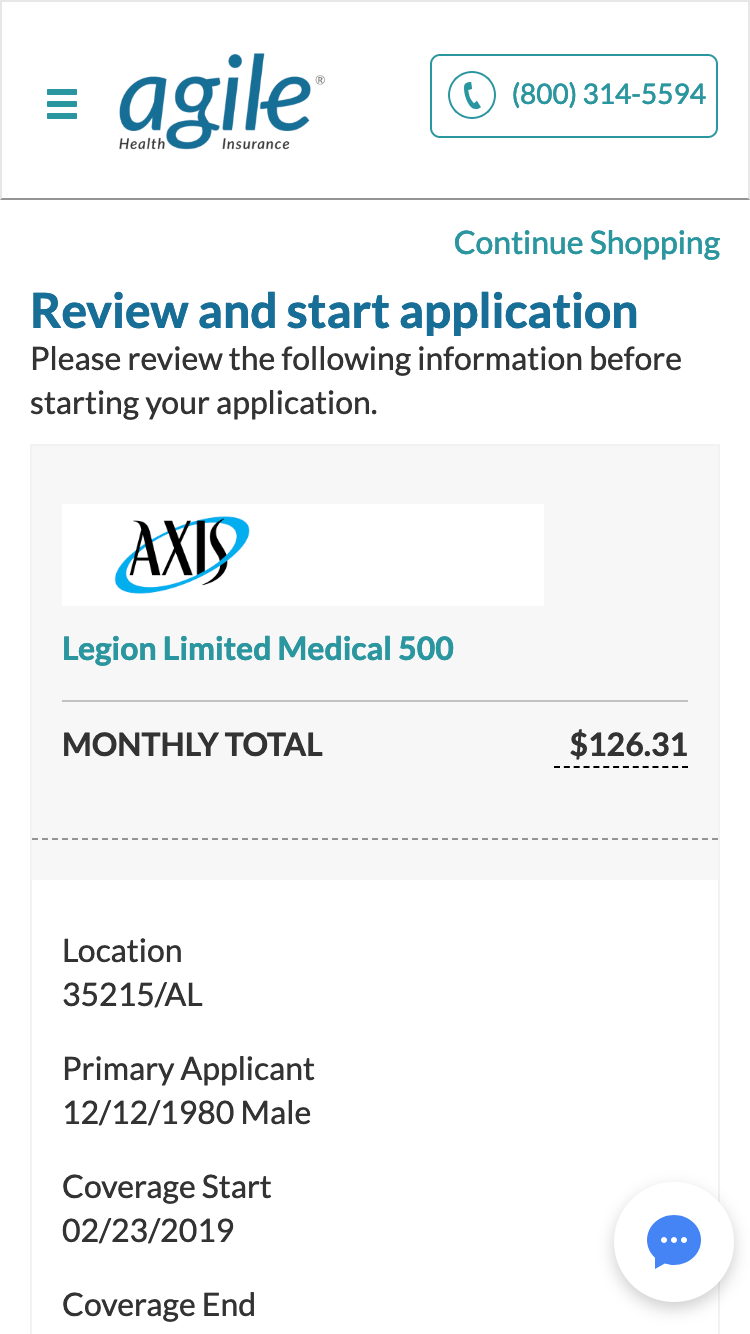 agile®
Health Insurance
(800) 314-5594
Continue Shopping
Review and start application
Please review the following information before
starting your application.
AXIS
Legion Limited Medical 500
MONTHLY TOTAL $126.31
Location
35215/AL
Primary Applicant
12/12/1980 Male
Coverage Start
02/23/2019
Coverage End